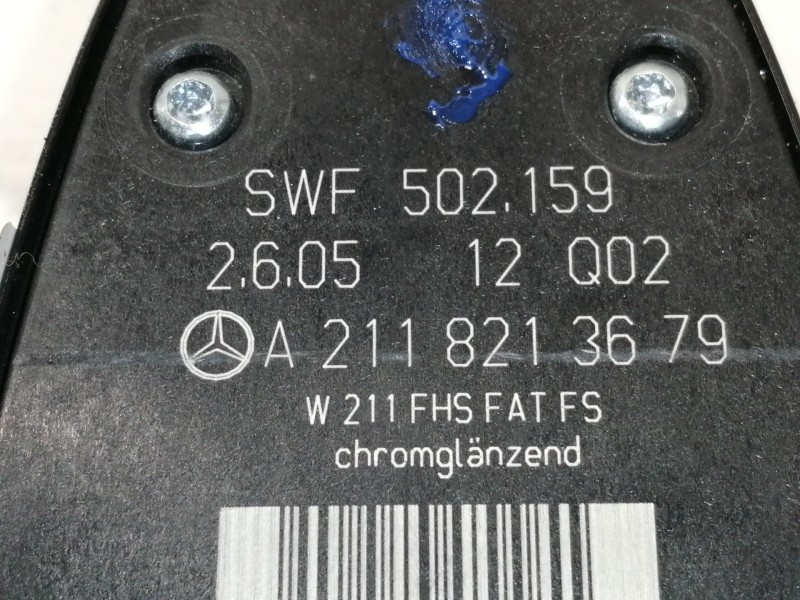 SWF 502.159
2.6.05 12 Q02
A 211 821 36 79
W 211 FHS FAT FS
chromglänzend